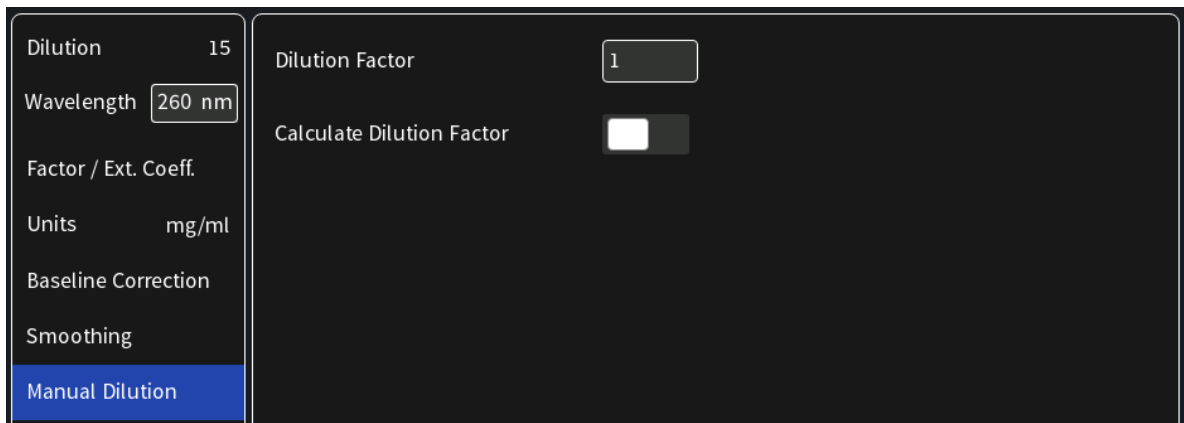 Dilution 15
Wavelength 260 nm
Factor / Ext. Coeff.
Units mg/ml
Baseline Correction
Smoothing
Manual Dilution
Dilution Factor 1
Calculate Dilution Factor